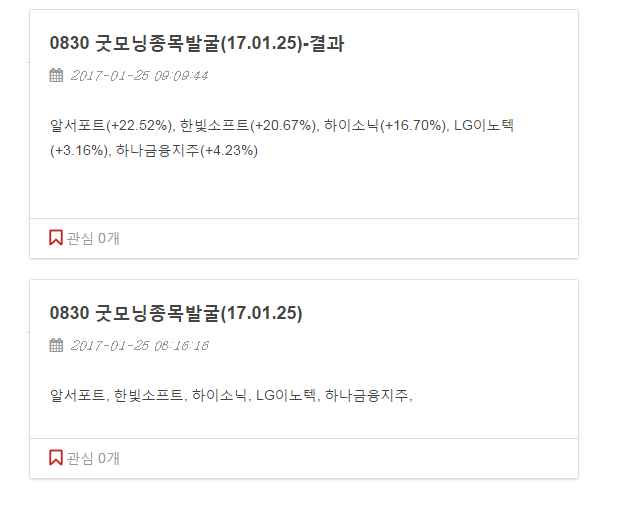 0830 굿모닝종목발굴(17.01.25)-결과
2017-01-25 09:09:44
알서포트(+22.52%), 한빛소프트(+20.67%), 하이소닉(+16.70%), LG이노텍
(+3.16%), 하나금융지주(+4.23%)
관심 0개
0830 굿모닝종목발굴(17.01.25)
2017-01-25 08:16:16
알서포트, 한빛소프트, 하이소닉, LG이노텍, 하나금융지주,
관심 0개